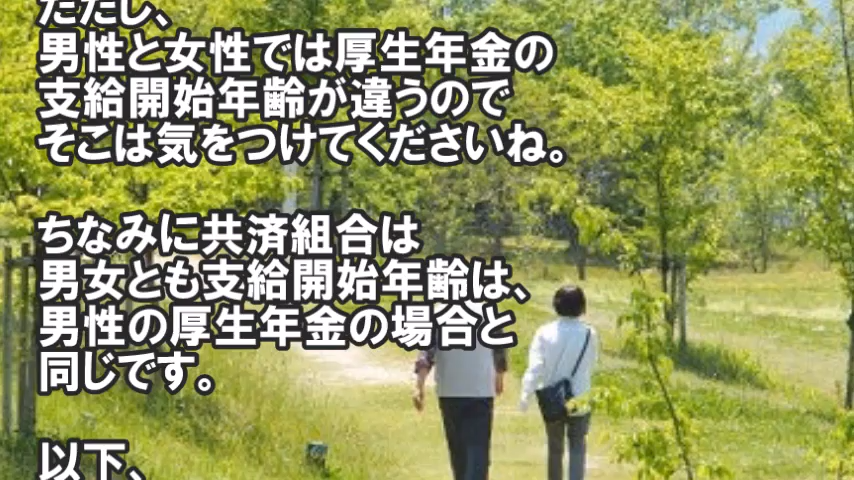 ただし、
男性と女性では厚生年金の
支給開始年齢が違うので
そこは気をつけてくださいね。
ちなみに共済組合は
男女とも支給開始年齢は、
男性の厚生年金の場合と
同じです。
以下、